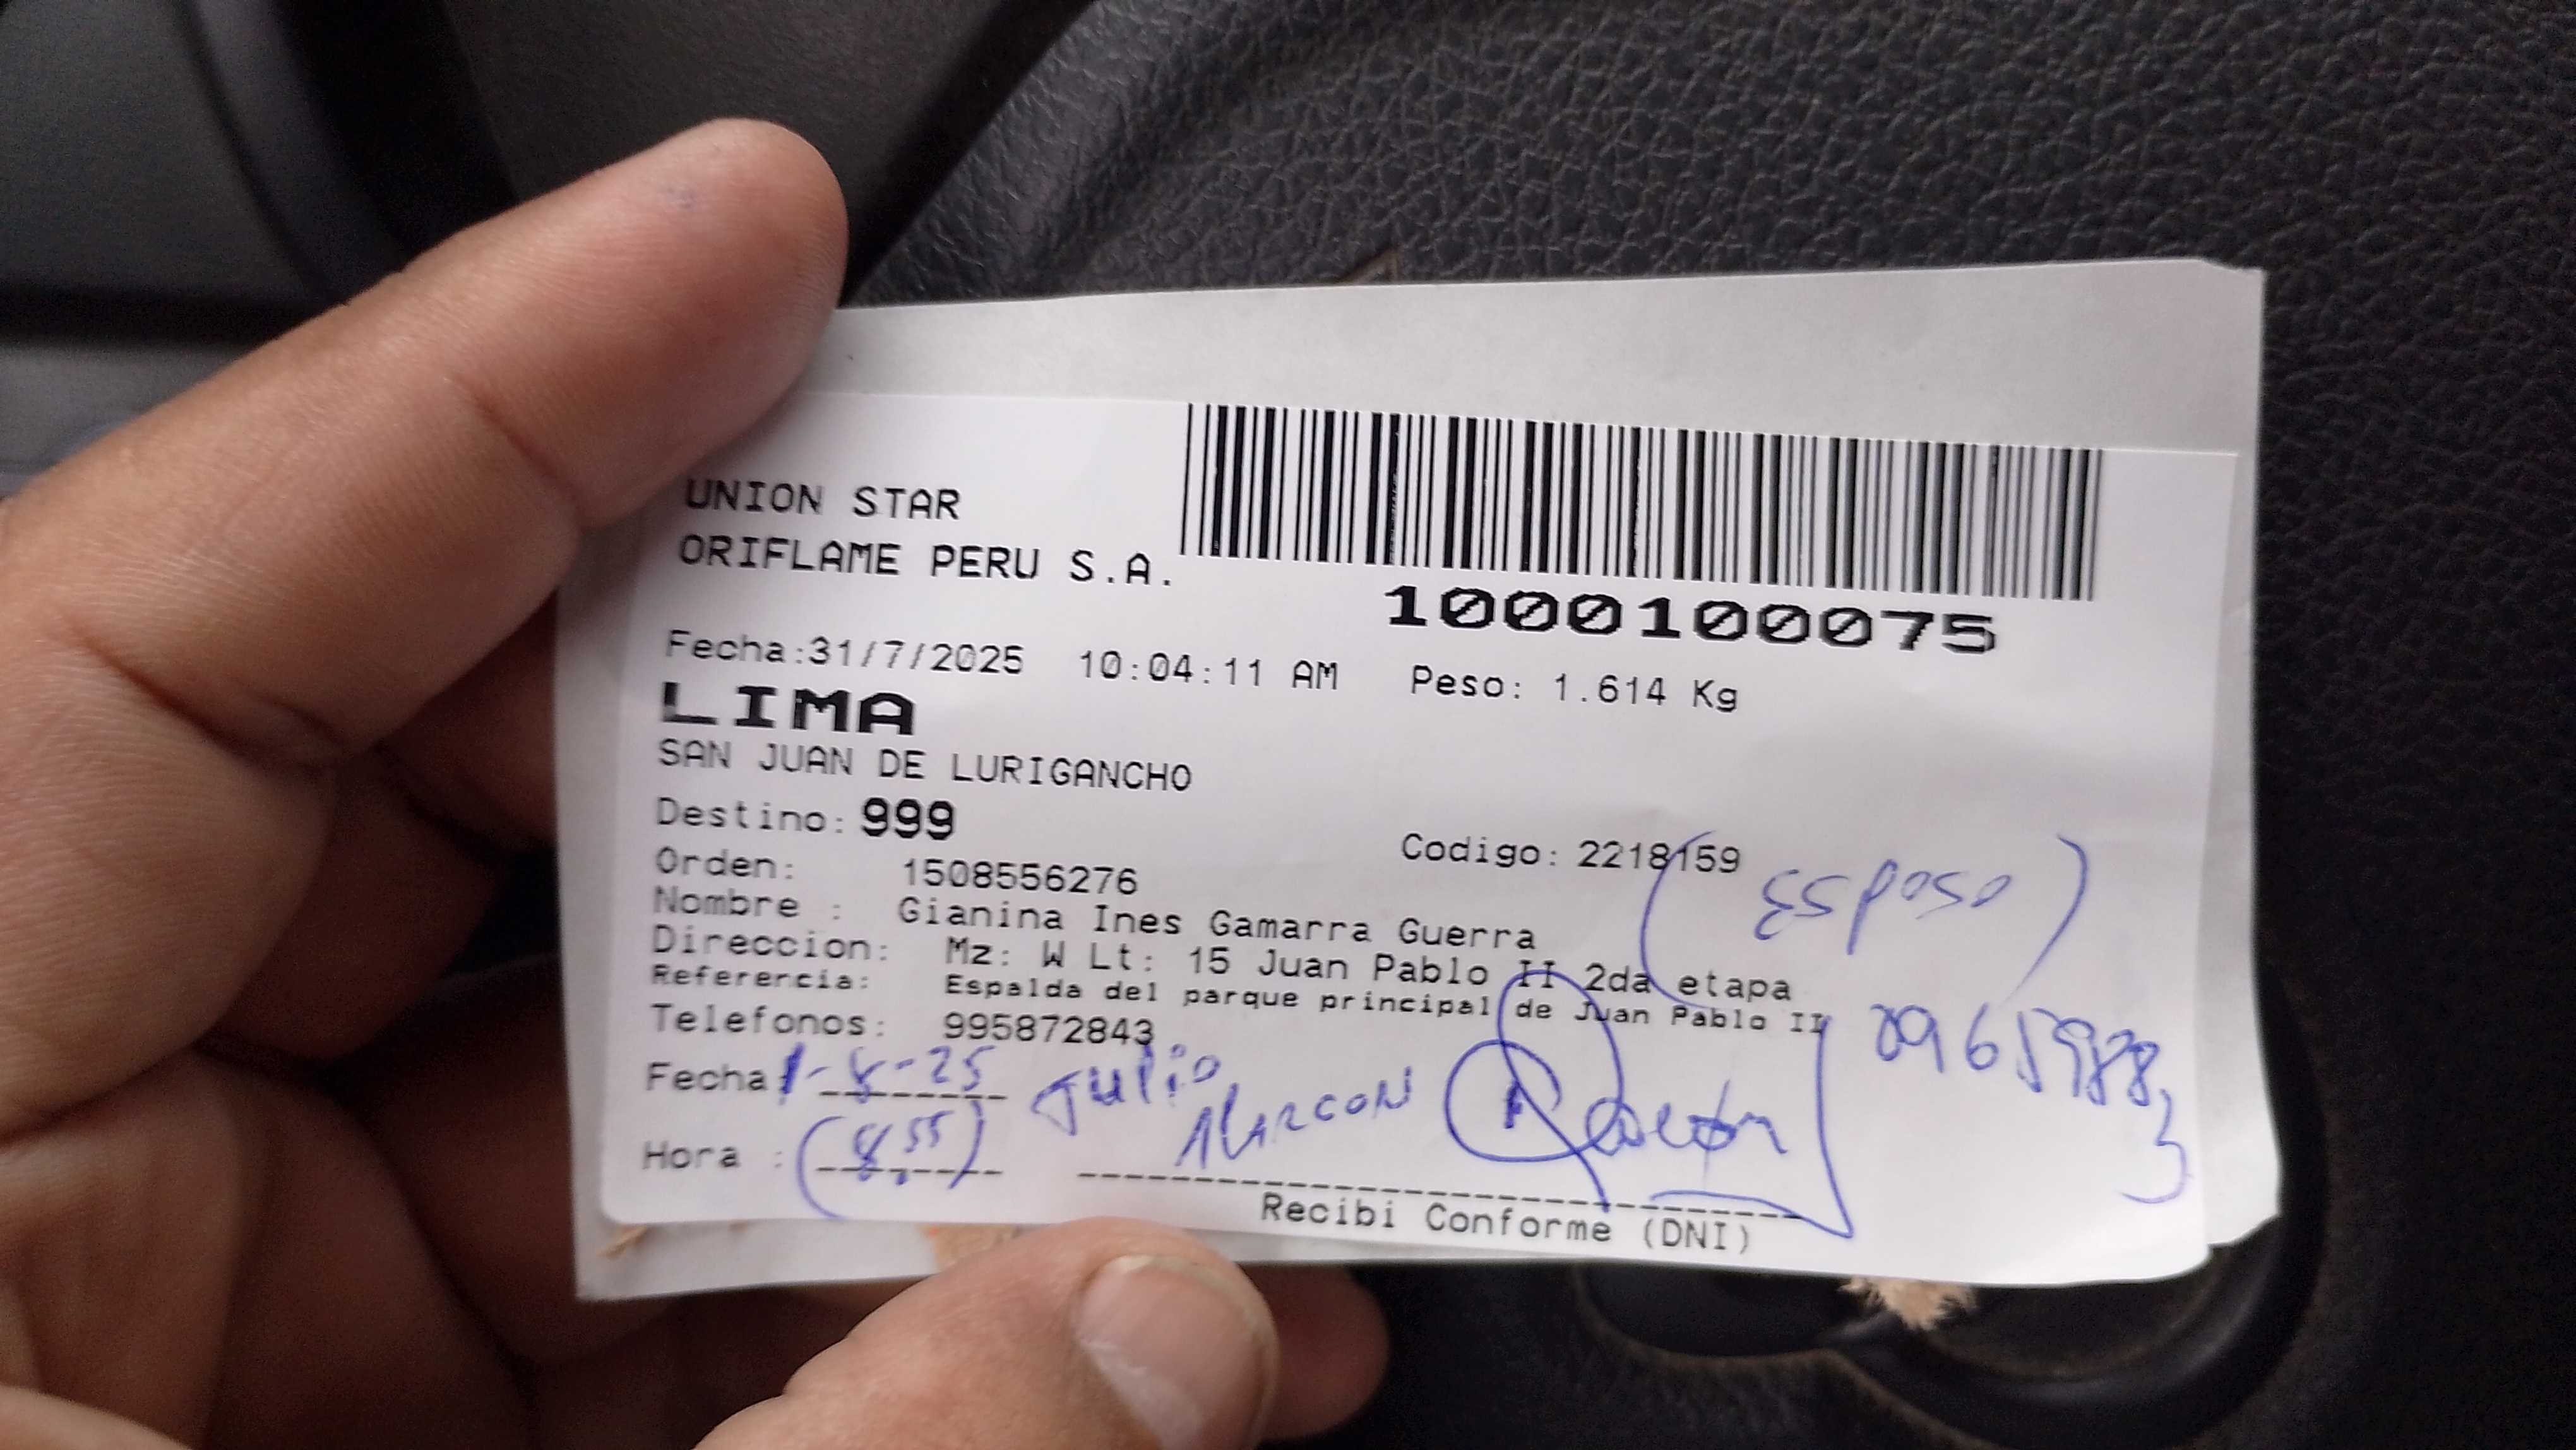 UNION STAR
ORIFLAME PERU S.A.
1000100075
Fecha:31/7/2025 10:04:11 AM Peso: 1.614 Kg
LIMA
SAN JUAN DE LURIGANCHO
Destino: 999
Codigo: 2218159
Orden: 1508556276
(Esposo)
Nombre : Gianina Ines Gamarra Guerra
Direccion: Mz: W Lt: 15 Juan Pablo II 2da etapa
Referencia: Espalda del parque principal de Juan Pablo II
Telefonos: 995872843
Fecha: 1-8-25 Julio
Alarcon
Hora : (8:55)
Recibi Conforme (DNI)